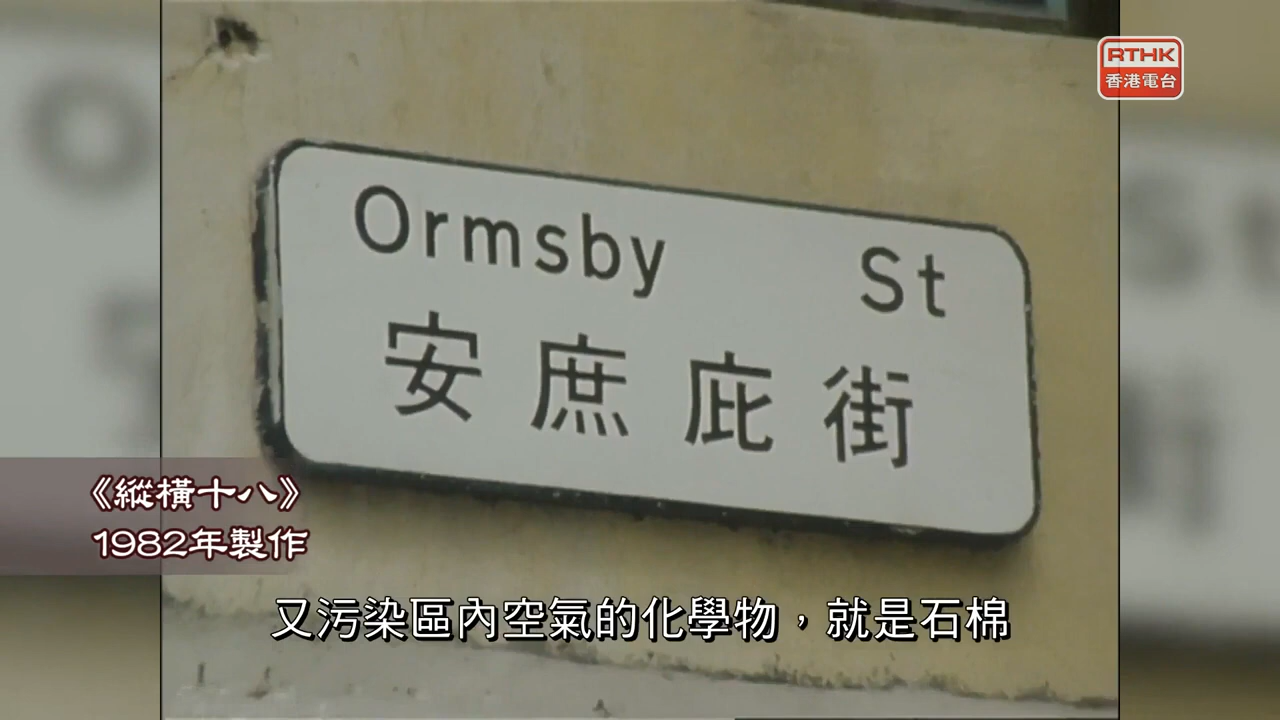 RTHK
香港電台
Ormsby St
安庶庇街
《縱橫十八》
1982年製作
又污染區內空氣的化學物，就是石棉